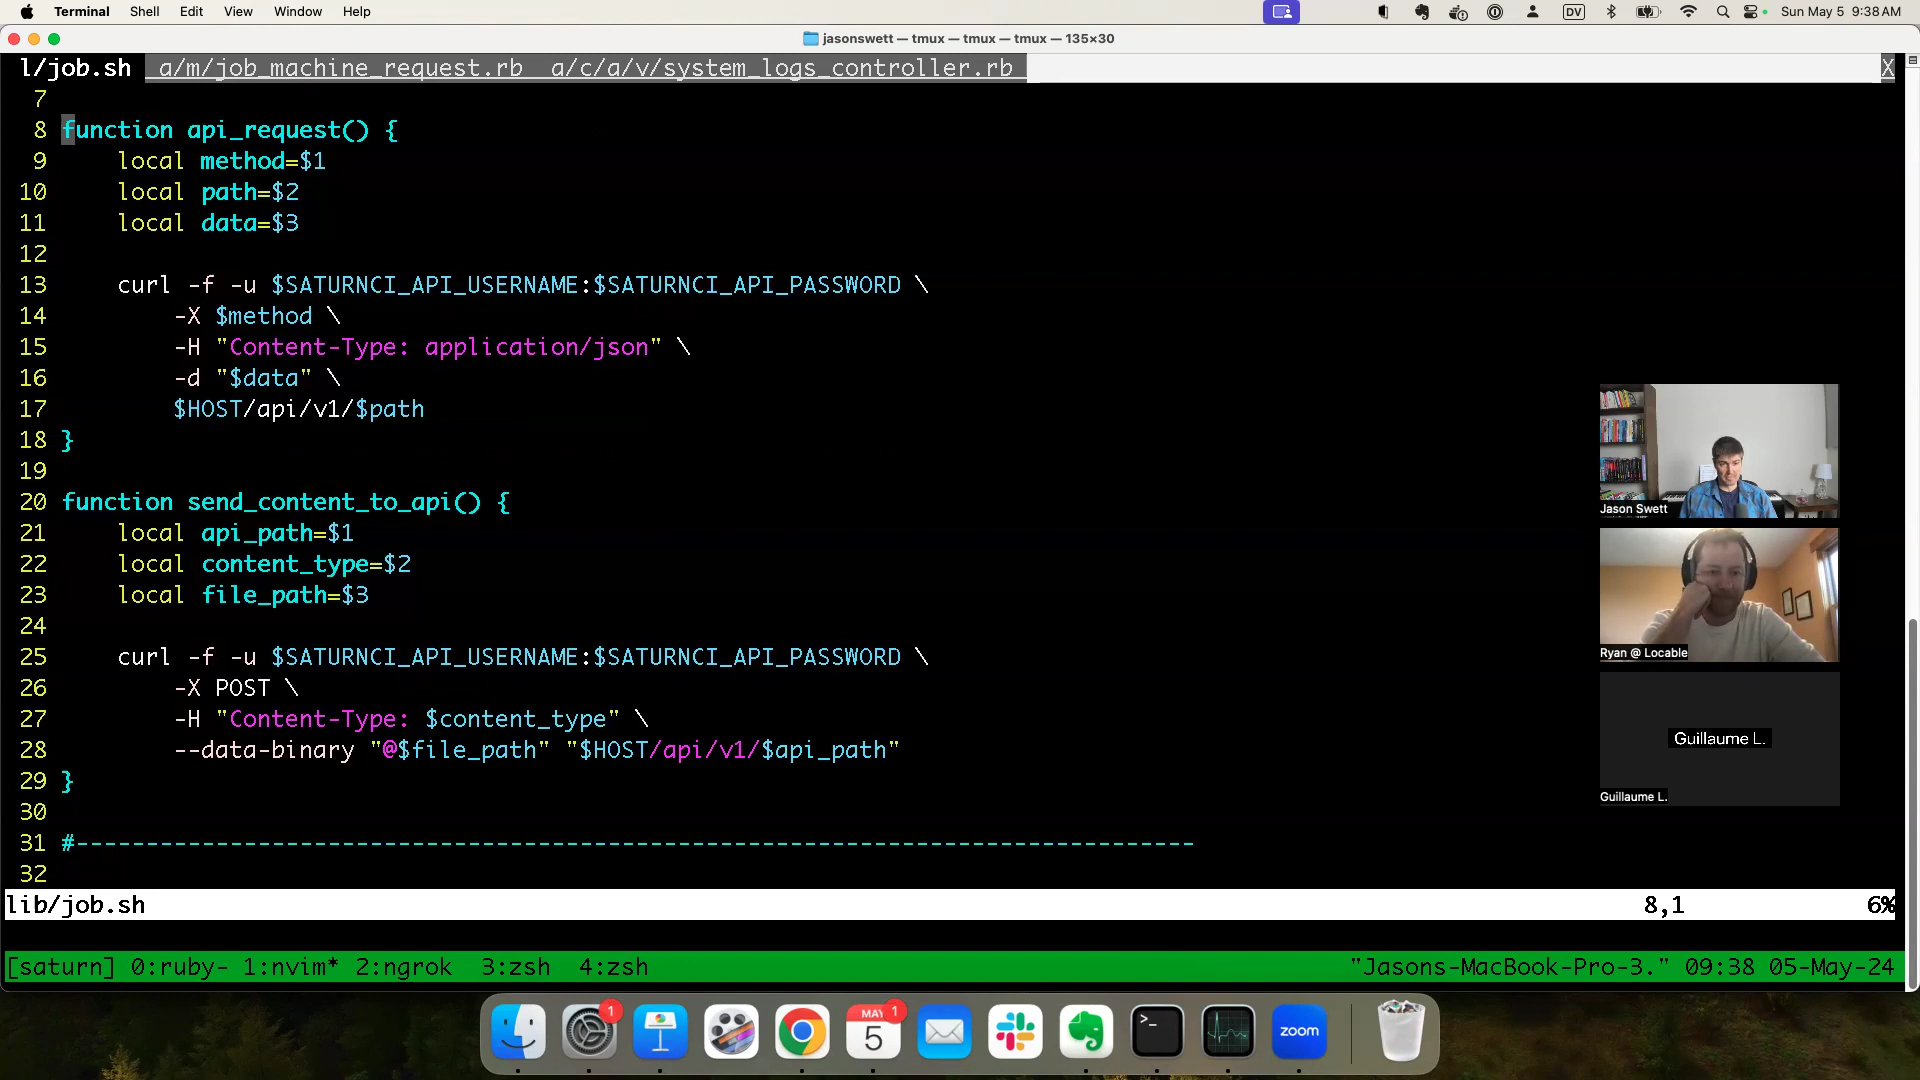 Terminal Shell Edit View Window Help DV Sun May 5 9:38 AM
jasonswett — tmux — tmux — tmux — 135×30
l/job.sh a/m/job_machine_request.rb a/c/a/v/system_logs_controller.rb X
7
8 function api_request() {
9 local method=$1
10 local path=$2
11 local data=$3
12
13 curl -f -u $SATURNCI_API_USERNAME:$SATURNCI_API_PASSWORD \
14 -X $method \
15 -H "Content-Type: application/json" \
16 -d "$data" \
17 $HOST/api/v1/$path
18 }
19
20 function send_content_to_api() {
21 local api_path=$1
22 local content_type=$2
23 local file_path=$3
24
25 curl -f -u $SATURNCI_API_USERNAME:$SATURNCI_API_PASSWORD \
26 -X POST \
27 -H "Content-Type: $content_type" \
28 --data-binary "@$file_path" "$HOST/api/v1/$api_path"
29 }
30
31 #--------------------------------------------------------------------------------
32
Jason Swett
Ryan @ Locable
Guillaume L.
Guillaume L.
lib/job.sh 8,1 6%
[saturn] 0:ruby- 1:nvim* 2:ngrok 3:zsh 4:zsh "Jasons-MacBook-Pro-3." 09:38 05-May-24
1
MAY
1
5
>_
zoom